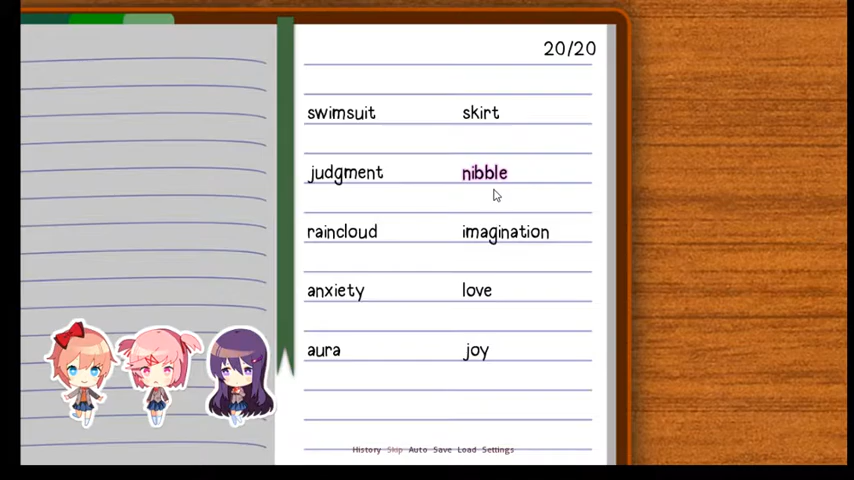 20/20
swimsuit skirt
judgment nibble
raincloud imagination
anxiety love
aura joy
History Skip Auto Save Load Settings